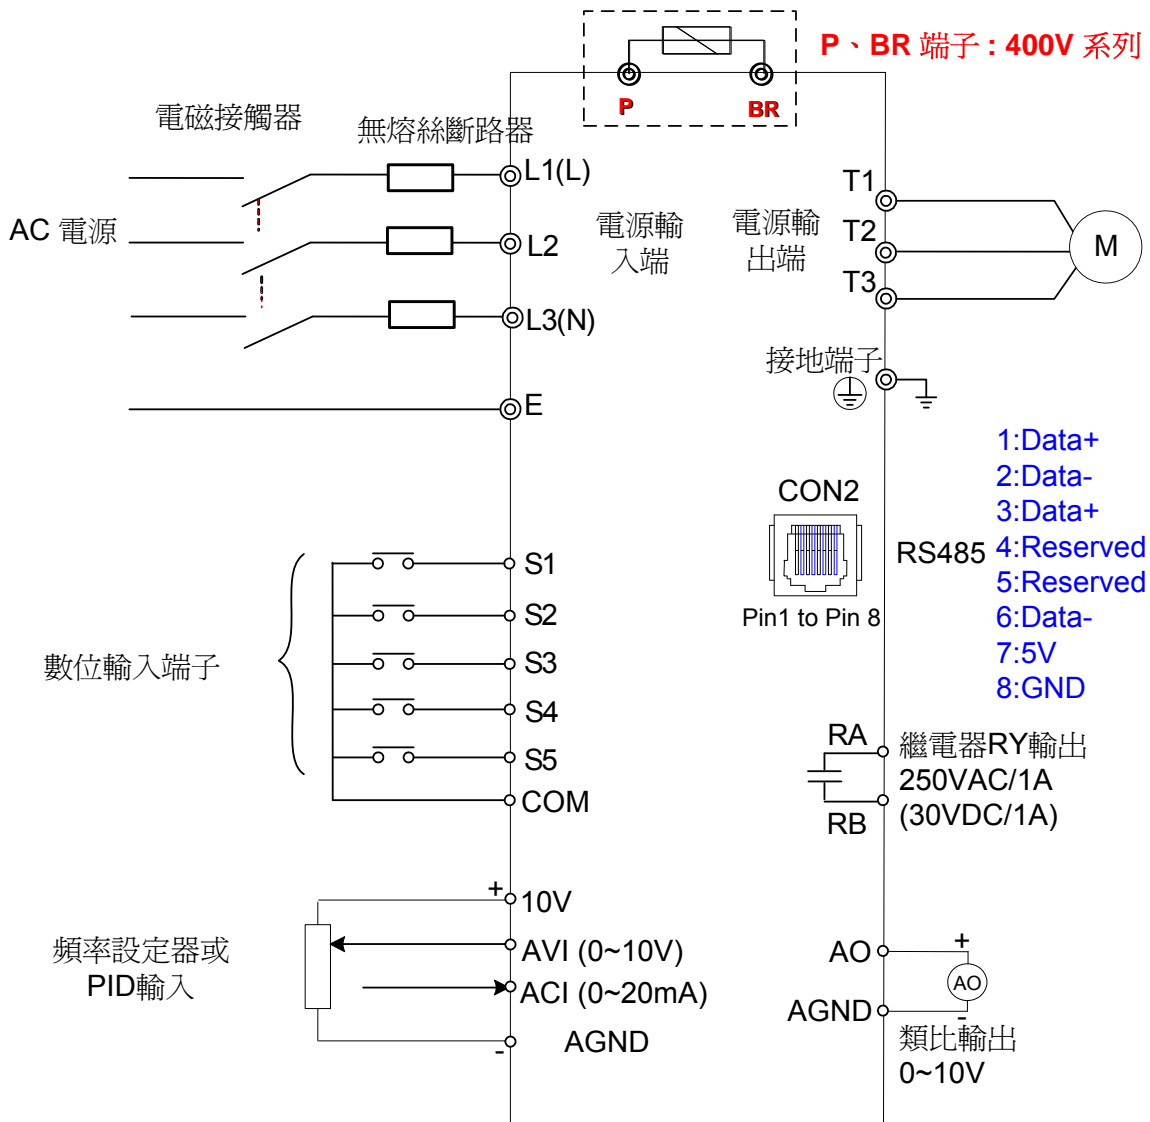 P、BR 端子 : 400V 系列
P
BR
電磁接觸器
無熔絲斷路器
L1(L)
AC 電源
L2
L3(N)
E
電源輸
入端
電源輸
出端
T1
T2
T3
M
接地端子
CON2
Pin1 to Pin 8
RS485
1:Data+
2:Data-
3:Data+
4:Reserved
5:Reserved
6:Data-
7:5V
8:GND
數位輸入端子
S1
S2
S3
S4
S5
COM
RA
RB
繼電器RY輸出
250VAC/1A
(30VDC/1A)
頻率設定器或
PID輸入
+
10V
AVI (0~10V)
ACI (0~20mA)
-
AGND
AO
AGND
+
AO
-
類比輸出
0~10V